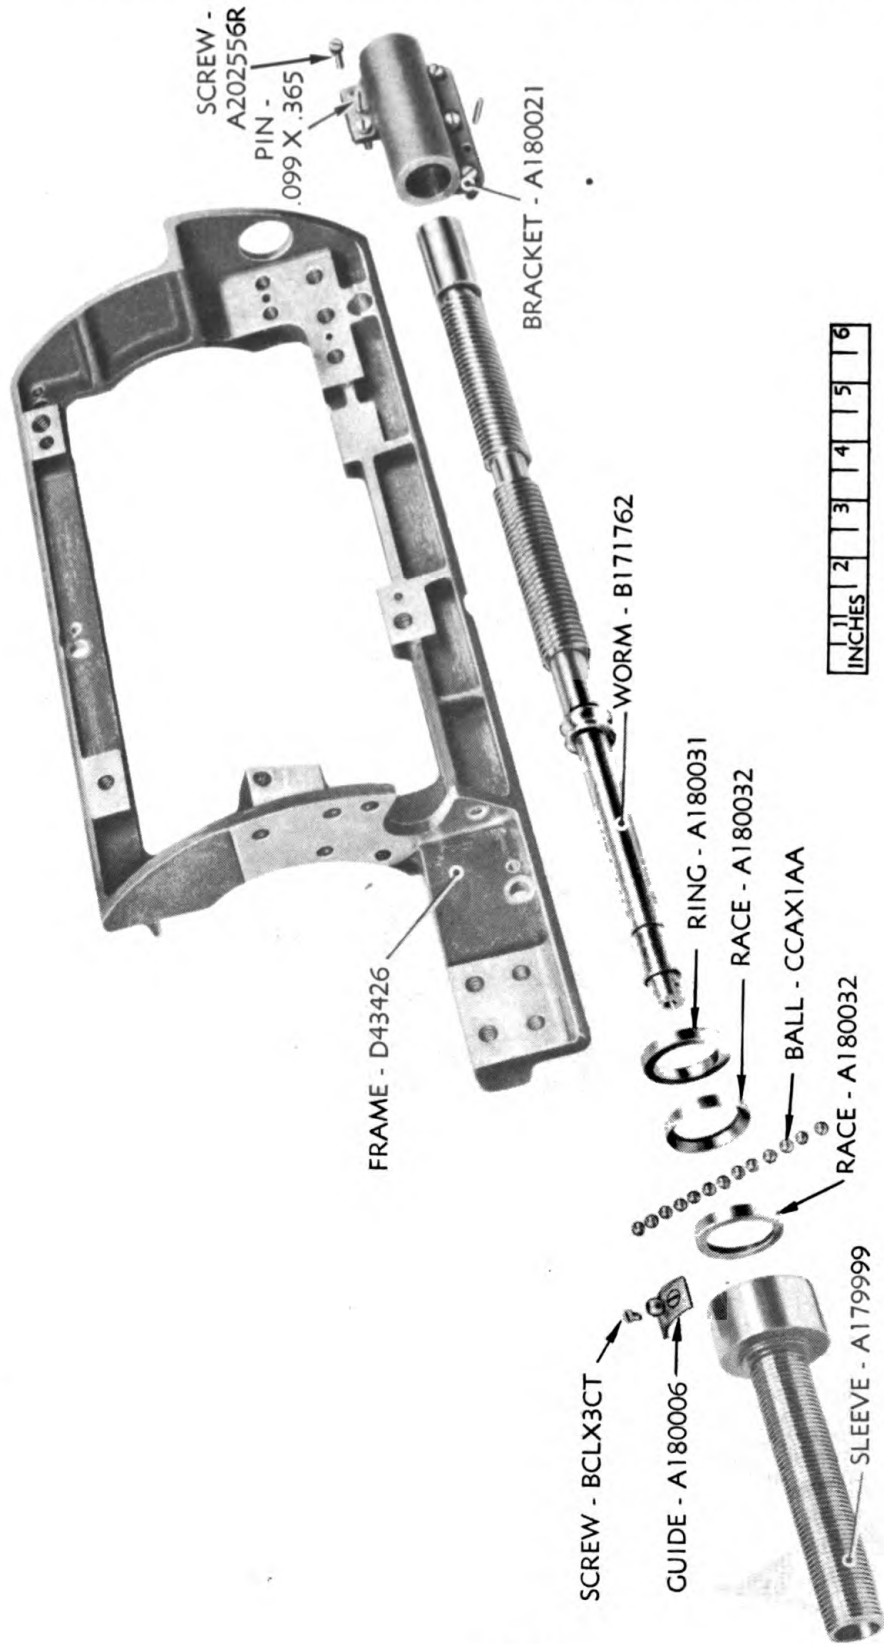 SCREW -
A202556R
PIN -
.099 X .365
BRACKET - A180021
FRAME - D43426
WORM - B171762
RING - A180031
RACE - A180032
BALL - CCAX1AA
RACE - A180032
SCREW - BCLX3CT
GUIDE - A180006
SLEEVE - A179999
INCHES 1 2 3 4 5 6